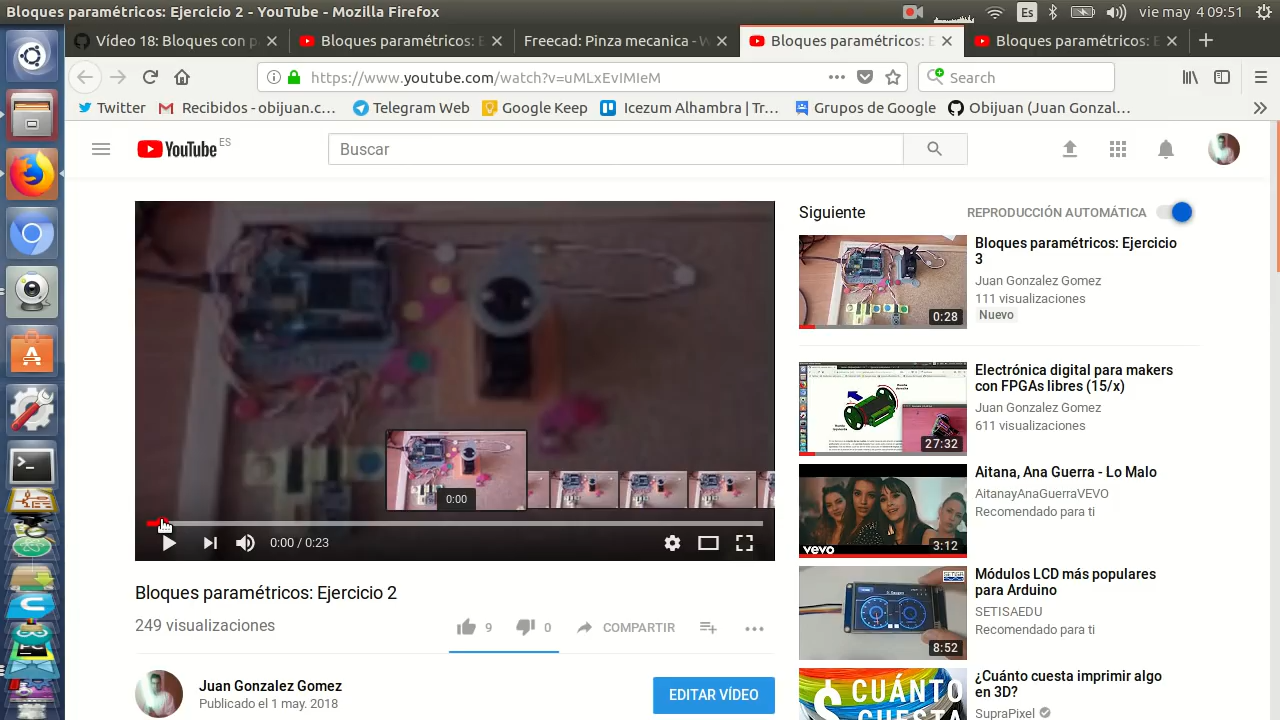 Bloques paramétricos: Ejercicio 2 - YouTube - Mozilla Firefox
Es
vie may 4 09:51
Vídeo 18: Bloques con p
Bloques paramétricos: E
Freecad: Pinza mecanica - W
Bloques paramétricos: E
Bloques paramétricos: E
https://www.youtube.com/watch?v=uMLxEvIMIeM
Search
Twitter
Recibidos - obijuan.c...
Telegram Web
Google Keep
Icezum Alhambra | Tr...
Grupos de Google
Obijuan (Juan Gonzal...
YouTube ES
Buscar
0:00
0:00 / 0:23
Bloques paramétricos: Ejercicio 2
249 visualizaciones
9
0
COMPARTIR
Juan Gonzalez Gomez
Publicado el 1 may. 2018
EDITAR VÍDEO
Siguiente
REPRODUCCIÓN AUTOMÁTICA
0:28
Bloques paramétricos: Ejercicio
3
Juan Gonzalez Gomez
111 visualizaciones
Nuevo
27:32
Electrónica digital para makers
con FPGAs libres (15/x)
Juan Gonzalez Gomez
611 visualizaciones
vevo
3:12
Aitana, Ana Guerra - Lo Malo
AitanayAnaGuerraVEVO
Recomendado para ti
8:52
Módulos LCD más populares
para Arduino
SETISAEDU
Recomendado para ti
CUÁNTO
CUESTA
¿Cuánto cuesta imprimir algo
en 3D?
SupraPixel